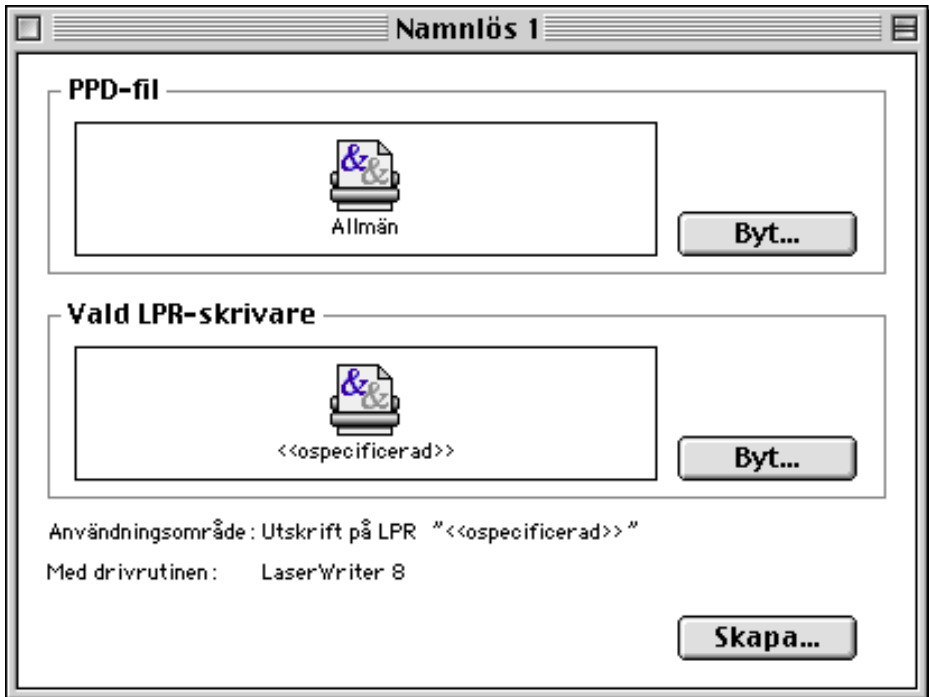 Namnlös 1
PPD-fil
&&
Allmän
Byt...
Vald LPR-skrivare
&&
<<ospecificerad>>
Byt...
Användningsområde: Utskrift på LPR "<<ospecificerad>>"
Med drivrutinen: LaserWriter 8
Skapa...